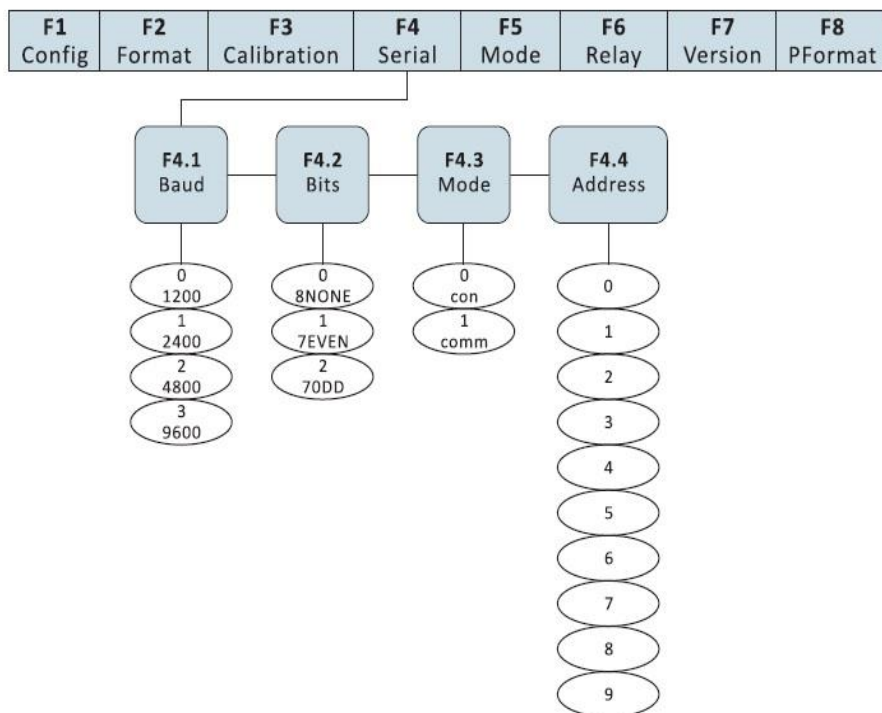 F1 F2 F3 F4 F5 F6 F7 F8
Config Format Calibration Serial Mode Relay Version PFormat
F4.1 F4.2 F4.3 F4.4
Baud Bits Mode Address
0
1200
1
2400
2
4800
3
9600
0
8NONE
1
7EVEN
2
70DD
0
con
1
comm
0
1
2
3
4
5
6
7
8
9